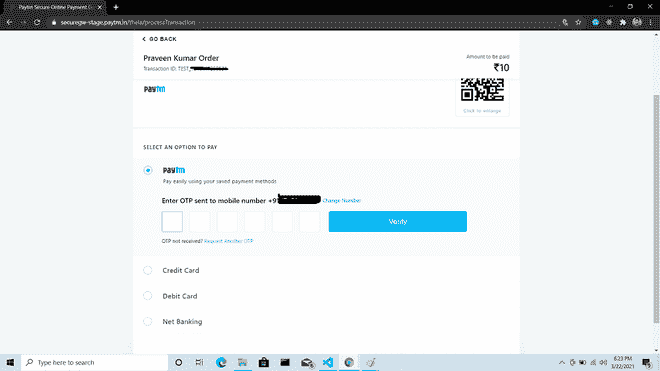 Paytm Secure Online Payment G
securegw-stage.paytm.in/theia/processTransaction
GO BACK
Praveen Kumar Order
Amount to be paid
Transaction ID: TEST_
₹10
paytm
Click to enlarge
SELECT AN OPTION TO PAY
paytm
Pay easily using your saved payment methods
Enter OTP sent to mobile number +91
Change Number
Verify
OTP not received? Request Another OTP
Credit Card
Debit Card
Net Banking
Type here to search
6:23 PM
3/22/2021